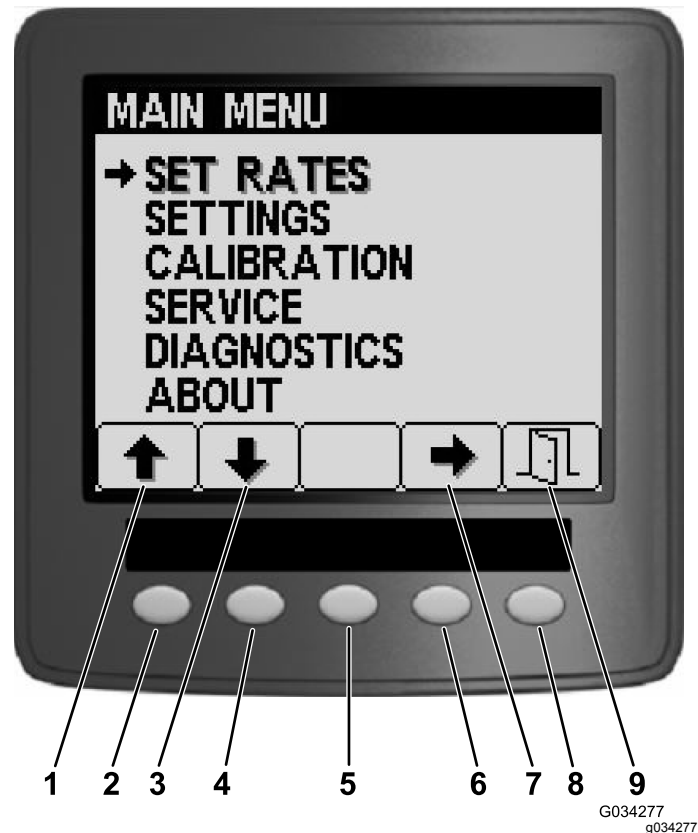 MAIN MENU
SET RATES
SETTINGS
CALIBRATION
SERVICE
DIAGNOSTICS
ABOUT
1 2 3 4 5 6 7 8 9
G034277
g034277